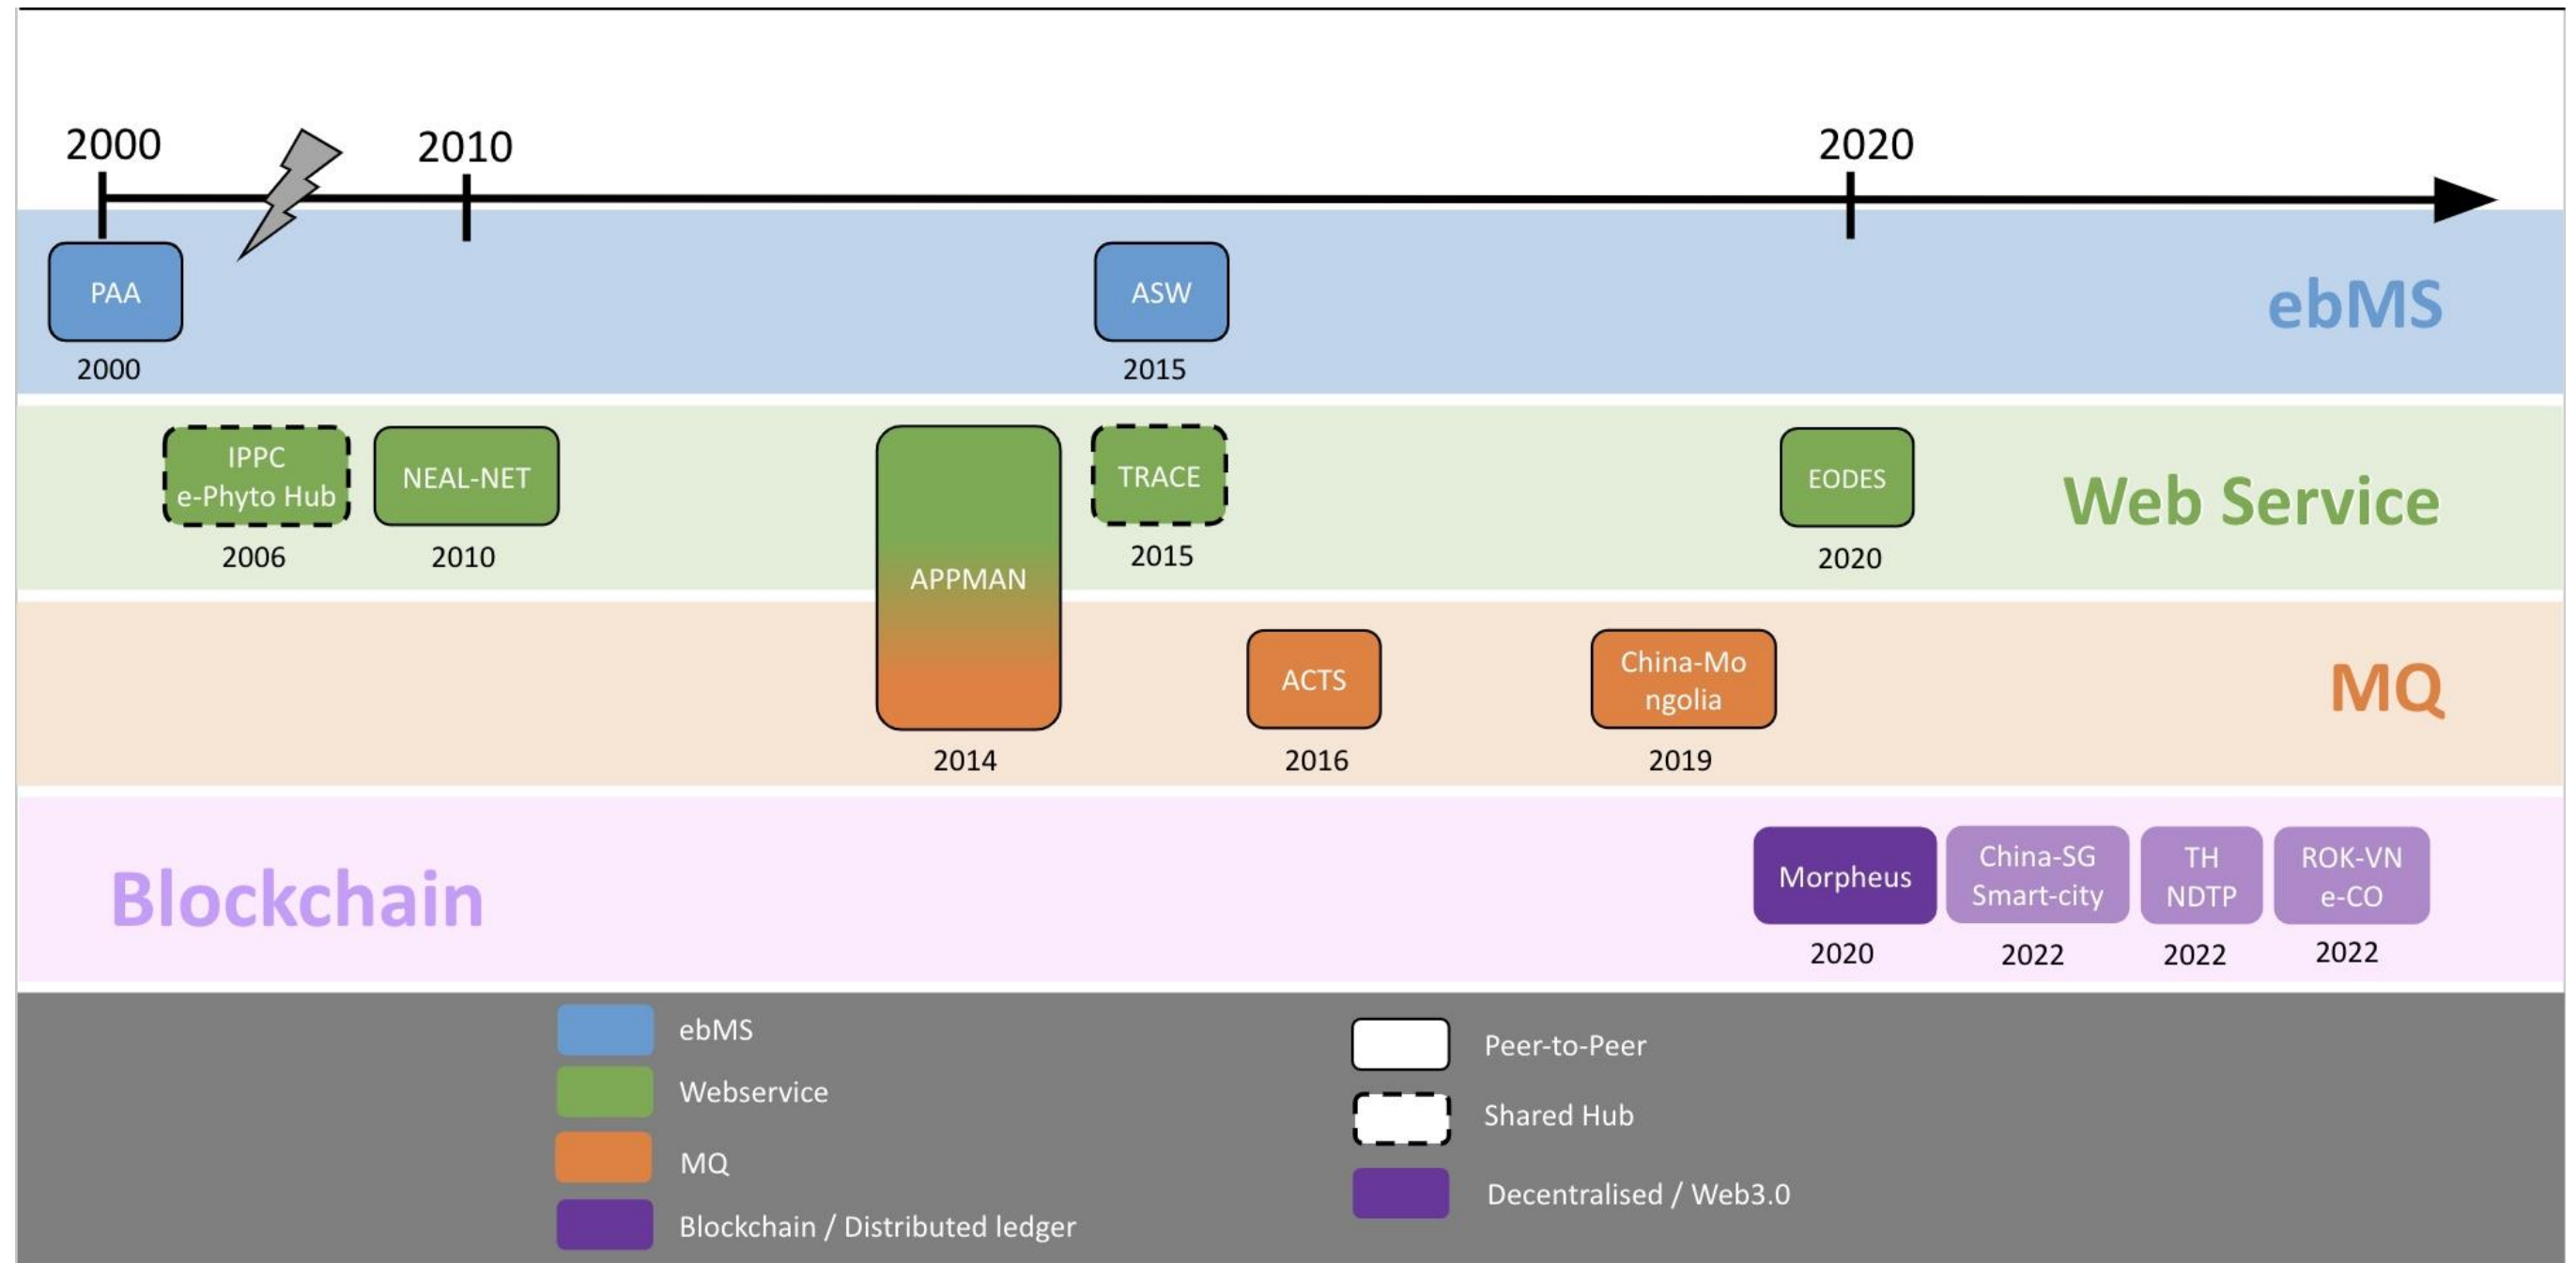 2000
2010
2020
PAA
ASW
ebMS
2000
2015
IPPC
e-Phyto Hub
NEAL-NET
TRACE
EODES
Web Service
2006
2010
2015
2020
APPMAN
ACTS
China-Mo
ngolia
MQ
2014
2016
2019
Blockchain
Morpheus
China-SG
Smart-city
TH
NDTP
ROK-VN
e-CO
2020
2022
2022
2022
ebMS
Webservice
MQ
Blockchain / Distributed ledger
Peer-to-Peer
Shared Hub
Decentralised / Web3.0